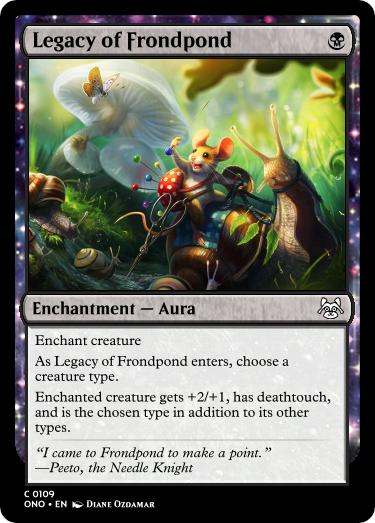 Legacy of Frondpond
Enchantment — Aura
Enchant creature
As Legacy of Frondpond enters, choose a
creature type.
Enchanted creature gets +2/+1, has deathtouch,
and is the chosen type in addition to its other
types.
“I came to Frondpond to make a point.”
—Peeto, the Needle Knight
C 0109
ONO • EN Diane Ozdamar